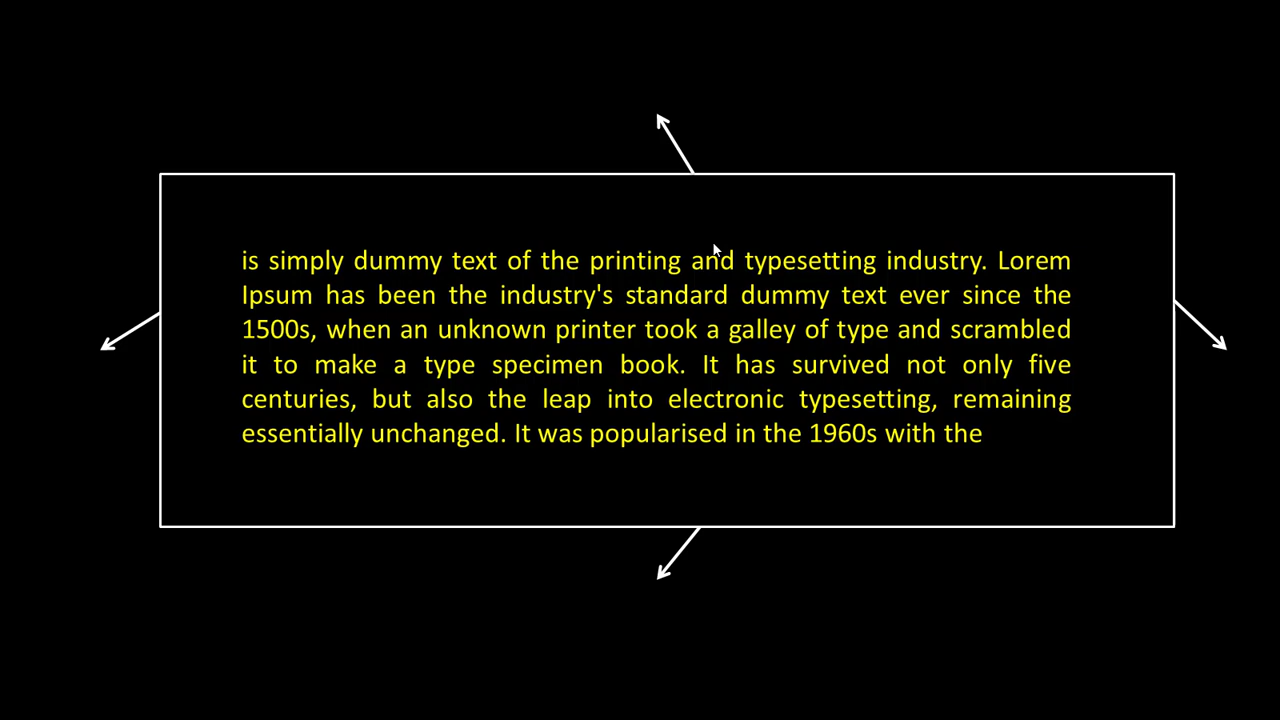 is simply dummy text of the printing and typesetting industry. Lorem
Ipsum has been the industry's standard dummy text ever since the
1500s, when an unknown printer took a galley of type and scrambled
it to make a type specimen book. It has survived not only five
centuries, but also the leap into electronic typesetting, remaining
essentially unchanged. It was popularised in the 1960s with the